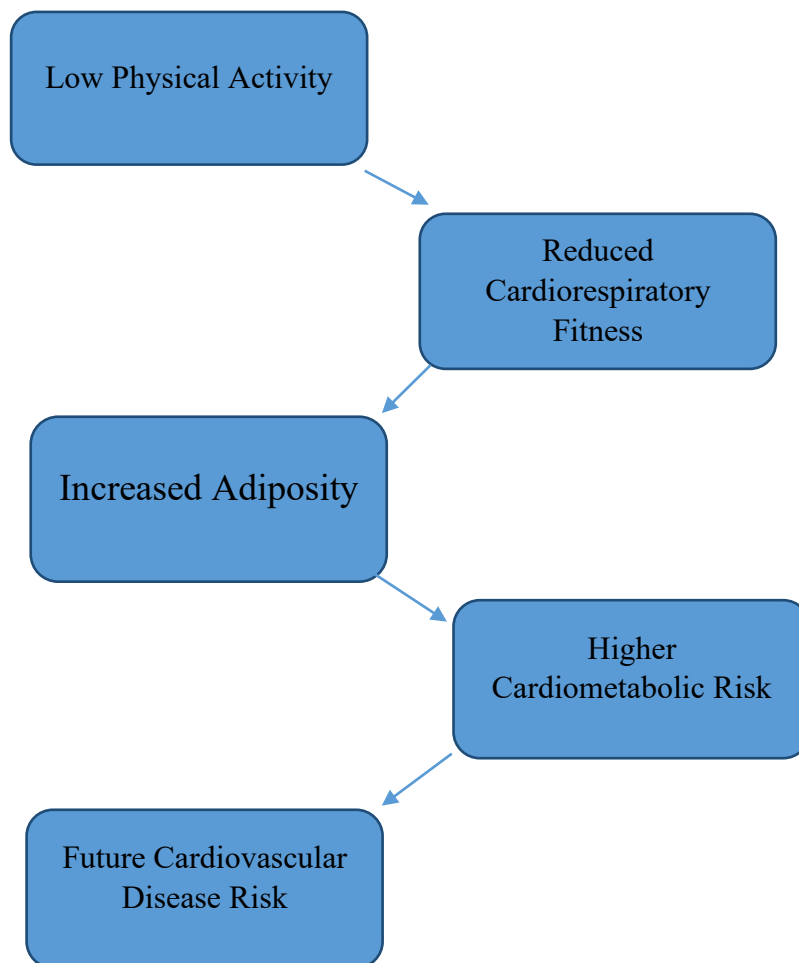 Low Physical Activity
Reduced
Cardiorespiratory
Fitness
Increased Adiposity
Higher
Cardiometabolic Risk
Future Cardiovascular
Disease Risk